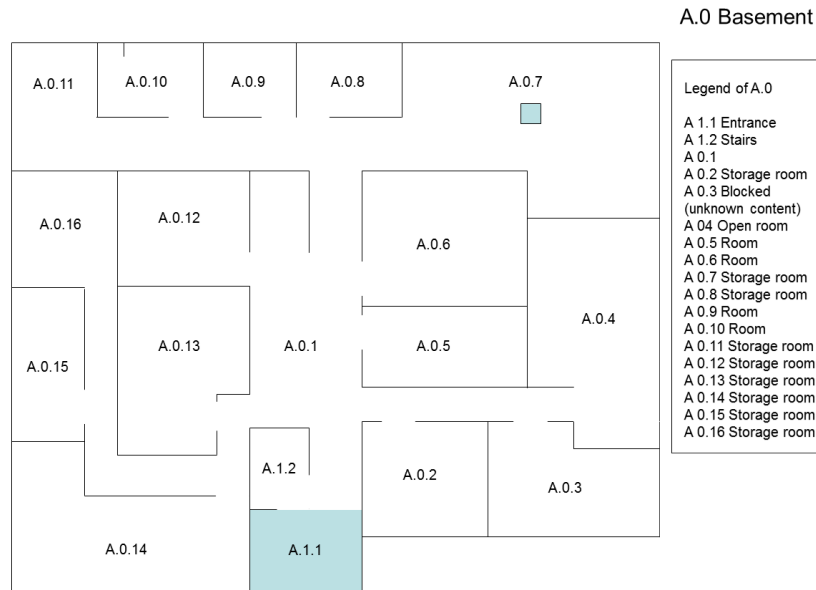 A.0 Basement
A.0.11
A.0.10
A.0.9
A.0.8
A.0.7
A.0.16
A.0.12
A.0.6
A.0.15
A.0.13
A.0.1
A.0.5
A.0.4
A.1.2
A.0.2
A.0.3
A.0.14
A.1.1
Legend of A.0
A 1.1 Entrance
A 1.2 Stairs
A 0.1
A 0.2 Storage room
A 0.3 Blocked
(unknown content)
A 04 Open room
A 0.5 Room
A 0.6 Room
A 0.7 Storage room
A 0.8 Storage room
A 0.9 Room
A 0.10 Room
A 0.11 Storage room
A 0.12 Storage room
A 0.13 Storage room
A 0.14 Storage room
A 0.15 Storage room
A 0.16 Storage room